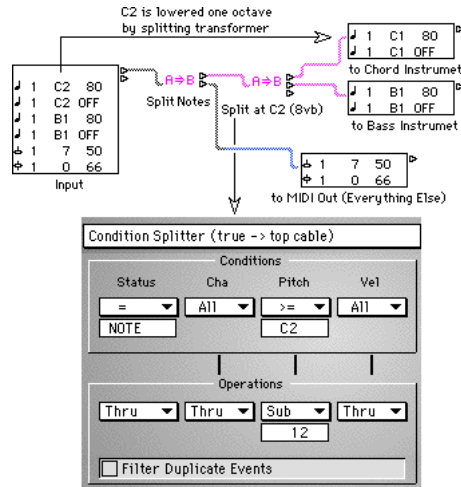 C2 is lowered one octave
by splitting transformer
1 C2 80
1 C2 OFF
1 B1 80
1 B1 OFF
1 7 50
1 0 66
Input
A⇒B
Split Notes
A⇒B
Split at C2 (8vb)
1 C1 80
1 C1 OFF
to Chord Instrumet
1 B1 80
1 B1 OFF
to Bass Instrumet
1 7 50
1 0 66
to MIDI Out (Everything Else)
Condition Splitter (true -> top cable)
Conditions
Status Cha Pitch Vel
= All >= All
NOTE C2
Operations
Thru Thru Sub Thru
12
Filter Duplicate Events